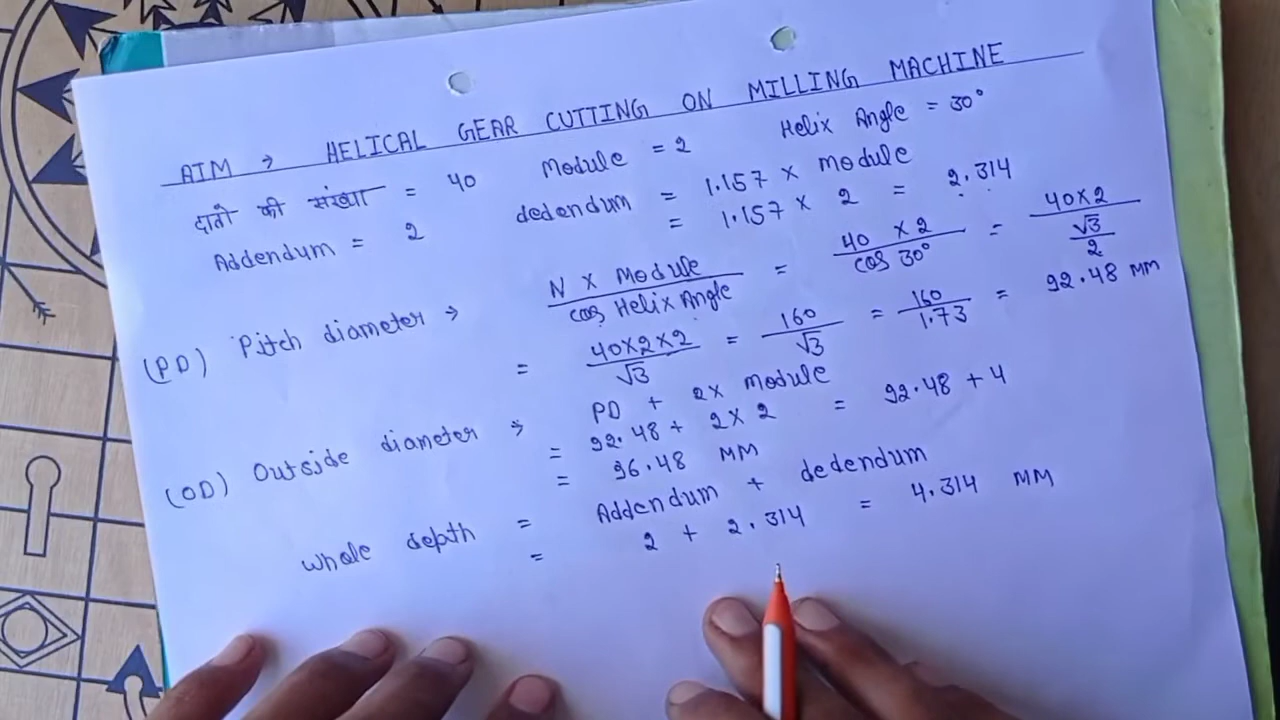 AIM → HELICAL GEAR CUTTING ON MILLING MACHINE
दातो की संख्या = 40 Module = 2 Helix Angle = 30°
Addendum = 2 dedendum = 1.157 × module
= 1.157 × 2 = 2.314
(PD) Pitch diameter → N × Module / cos Helix Angle = 40 × 2 / cos 30° = 40×2 / √3/2
= 40×2×2 / √3 = 160 / √3 = 160 / 1.73 = 92.48 MM
(OD) Outside diameter → PD + 2× Module
= 92.48 + 2×2 = 92.48 + 4
= 96.48 MM
Whole depth = Addendum + dedendum
= 2 + 2.314 = 4.314 MM